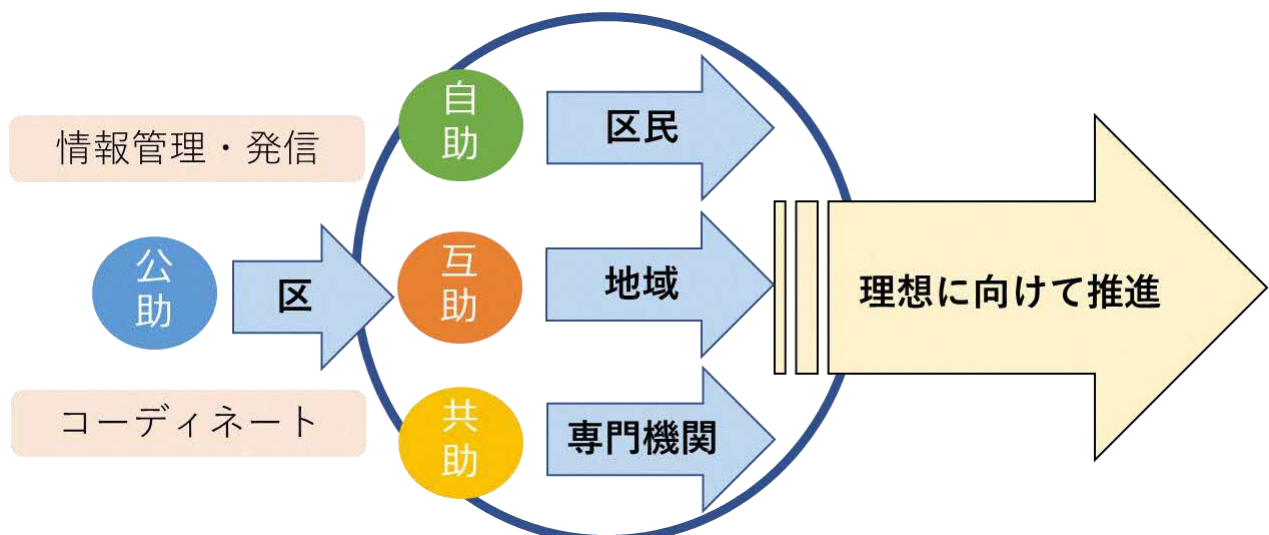 情報管理・発信
公助
区
コーディネート
自助
区民
互助
地域
共助
専門機関
理想に向けて推進